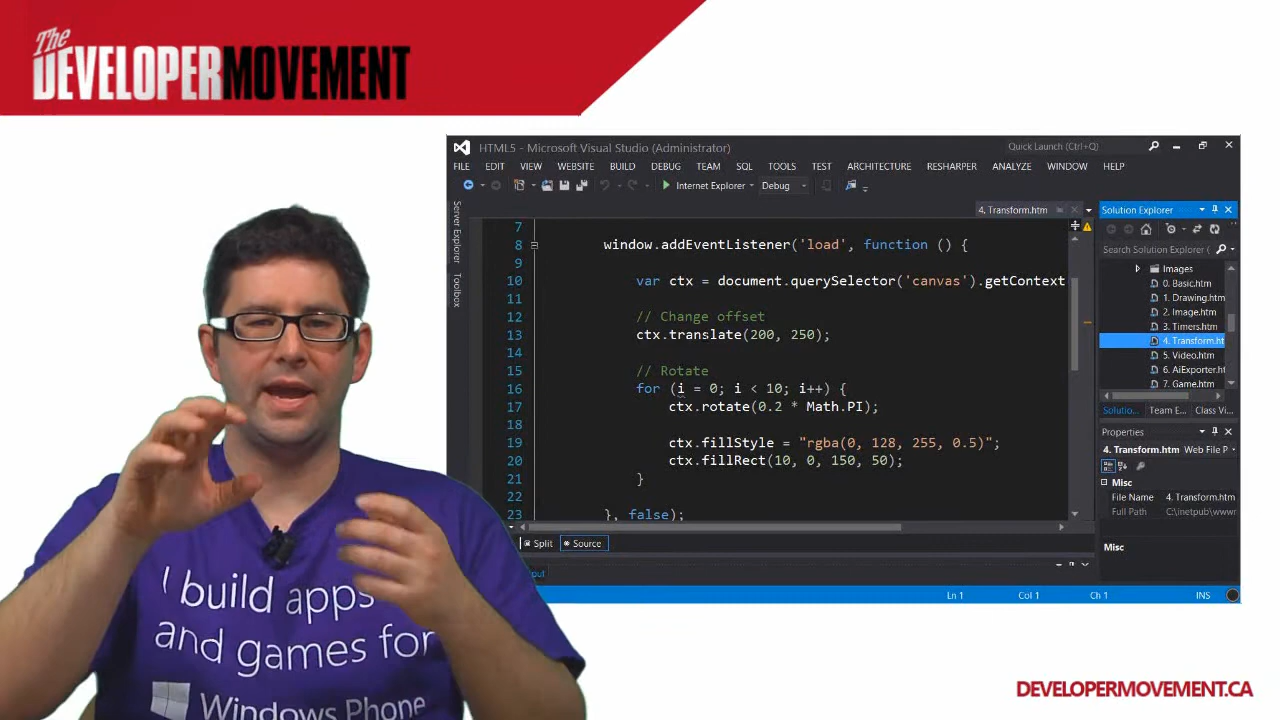 The
DEVELOPERMOVEMENT
HTML5 - Microsoft Visual Studio (Administrator)
Quick Launch (Ctrl+Q)
FILE EDIT VIEW WEBSITE BUILD DEBUG TEAM SQL TOOLS TEST ARCHITECTURE RESHARPER ANALYZE WINDOW HELP
Internet Explorer Debug
Server Explorer
Toolbox
4. Transform.htm
7
8 window.addEventListener('load', function () {
9
10 var ctx = document.querySelector('canvas').getContext
11
12 // Change offset
13 ctx.translate(200, 250);
14
15 // Rotate
16 for (i = 0; i < 10; i++) {
17 ctx.rotate(0.2 * Math.PI);
18
19 ctx.fillStyle = "rgba(0, 128, 255, 0.5)";
20 ctx.fillRect(10, 0, 150, 50);
21 }
22
23 }, false);
Split Source
Solution Explorer
Search Solution Explorer
Images
0. Basic.htm
1. Drawing.htm
2. Image.htm
3. Timers.htm
4. Transform.ht
5. Video.htm
6. AiExporter.ht
7. Game.htm
Solutio... Team E... Class Vi...
Properties
4. Transform.htm Web File P
Misc
File Name 4. Transform.htm
Full Path C:\inetpub\wwwr
Misc
Ln 1 Col 1 Ch 1 INS
I build apps
and games for
Windows Phone
DEVELOPERMOVEMENT.CA